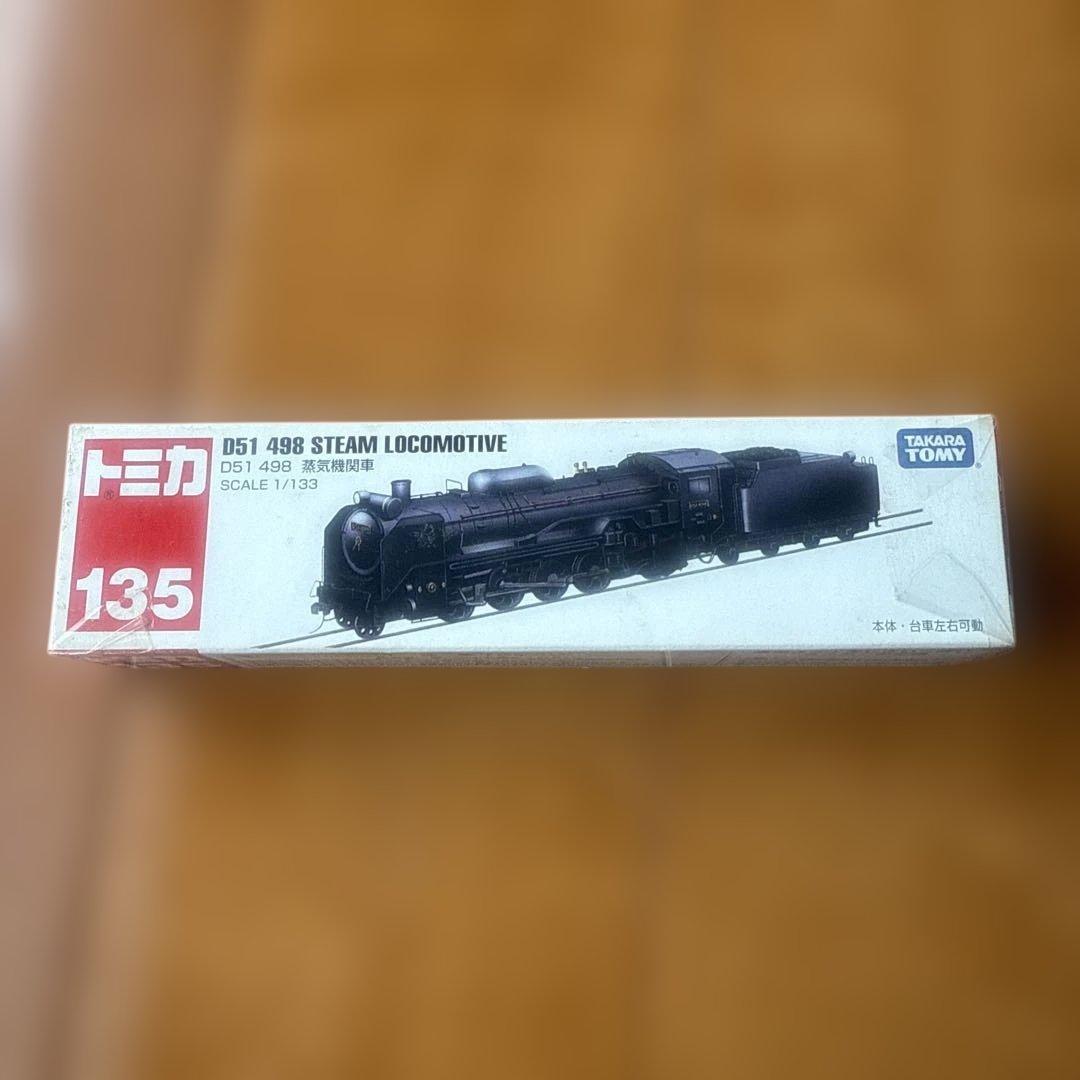 トミカ
®
135
D51 498 STEAM LOCOMOTIVE
D51 498 蒸気機関車
SCALE 1/133
TAKARA
TOMY
本体・台車左右可動